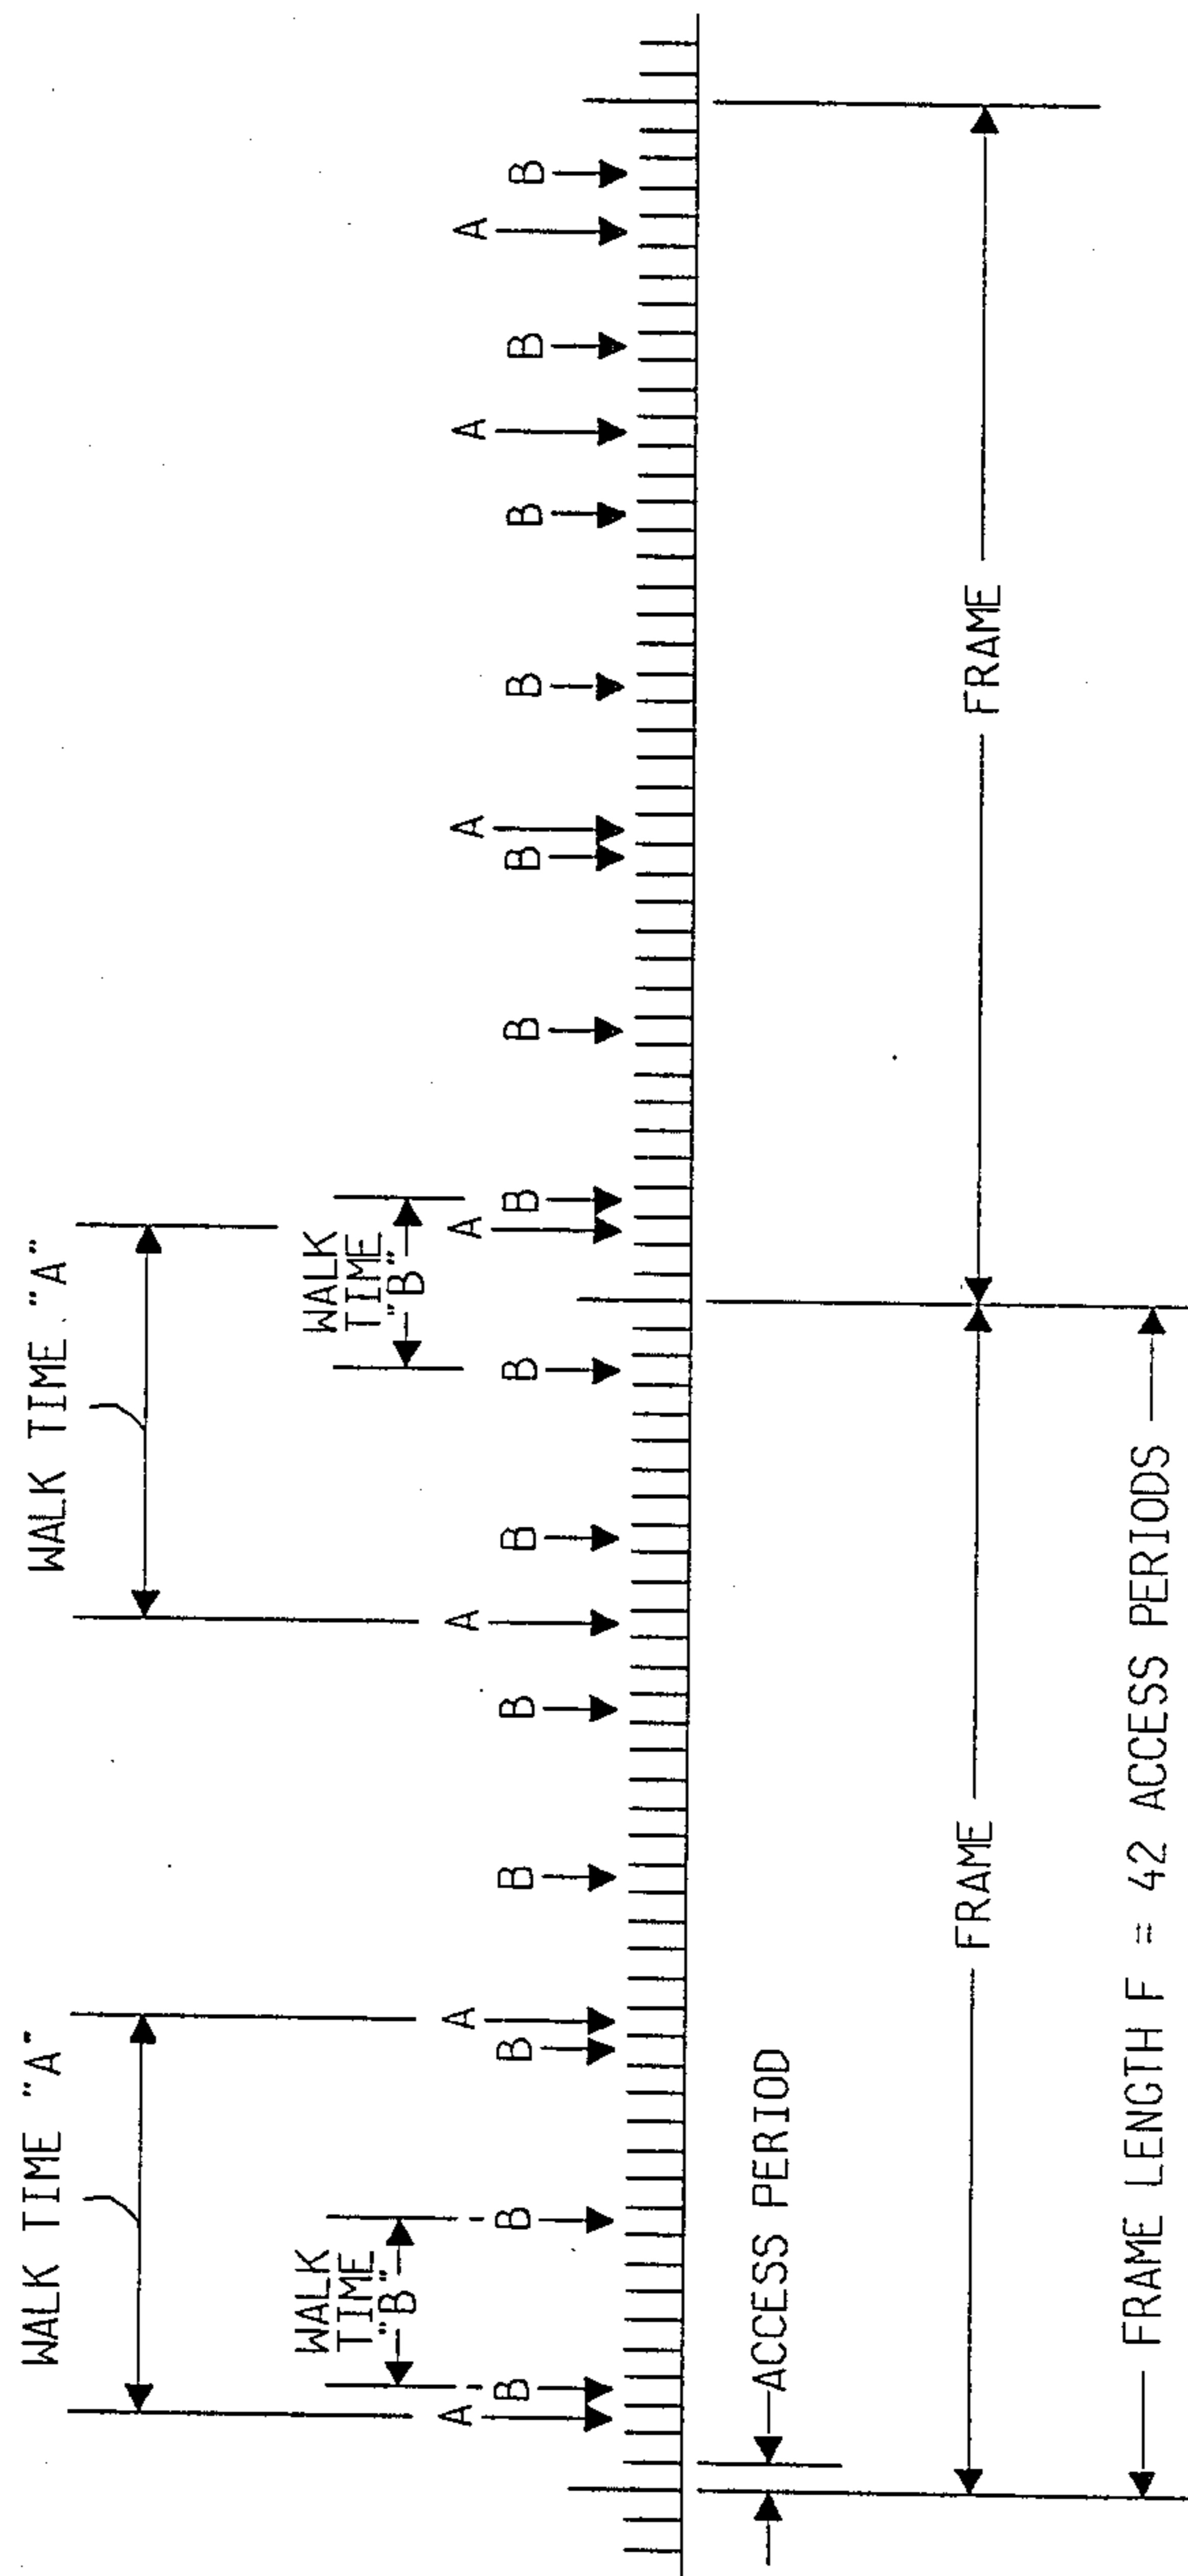 WALK TIME "A"
WALK TIME "A"
WALK
TIME
"B"
WALK
TIME
"B"
A A A A A A A
B B B B B B B B B B B B B B
ACCESS PERIOD
FRAME
FRAME
FRAME LENGTH F = 42 ACCESS PERIODS